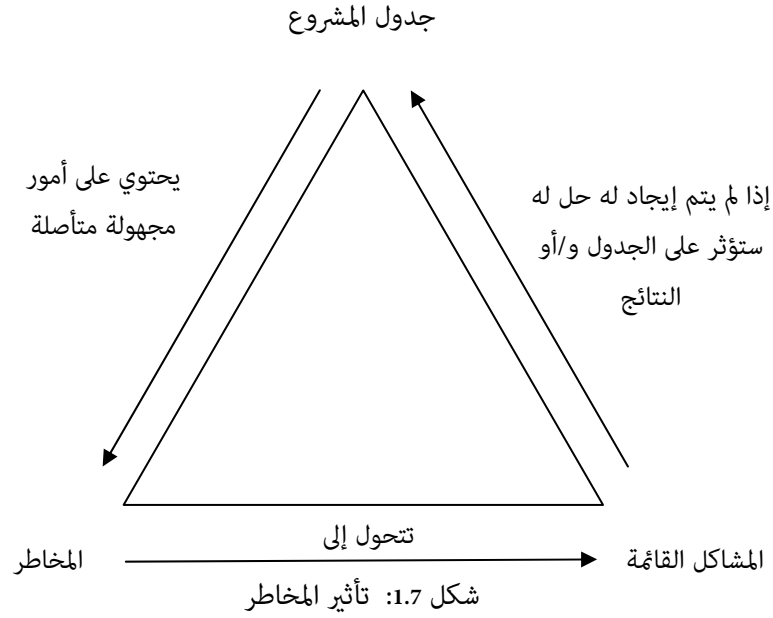 جدول المشروع
يحتوي على أمور
مجهولة متأصلة
إذا لم يتم إيجاد له حل له
ستؤثر على الجدول و/أو
النتائج
تتحول إلى
المشاكل القائمة
المخاطر
شكل 1.7: تأثير المخاطر